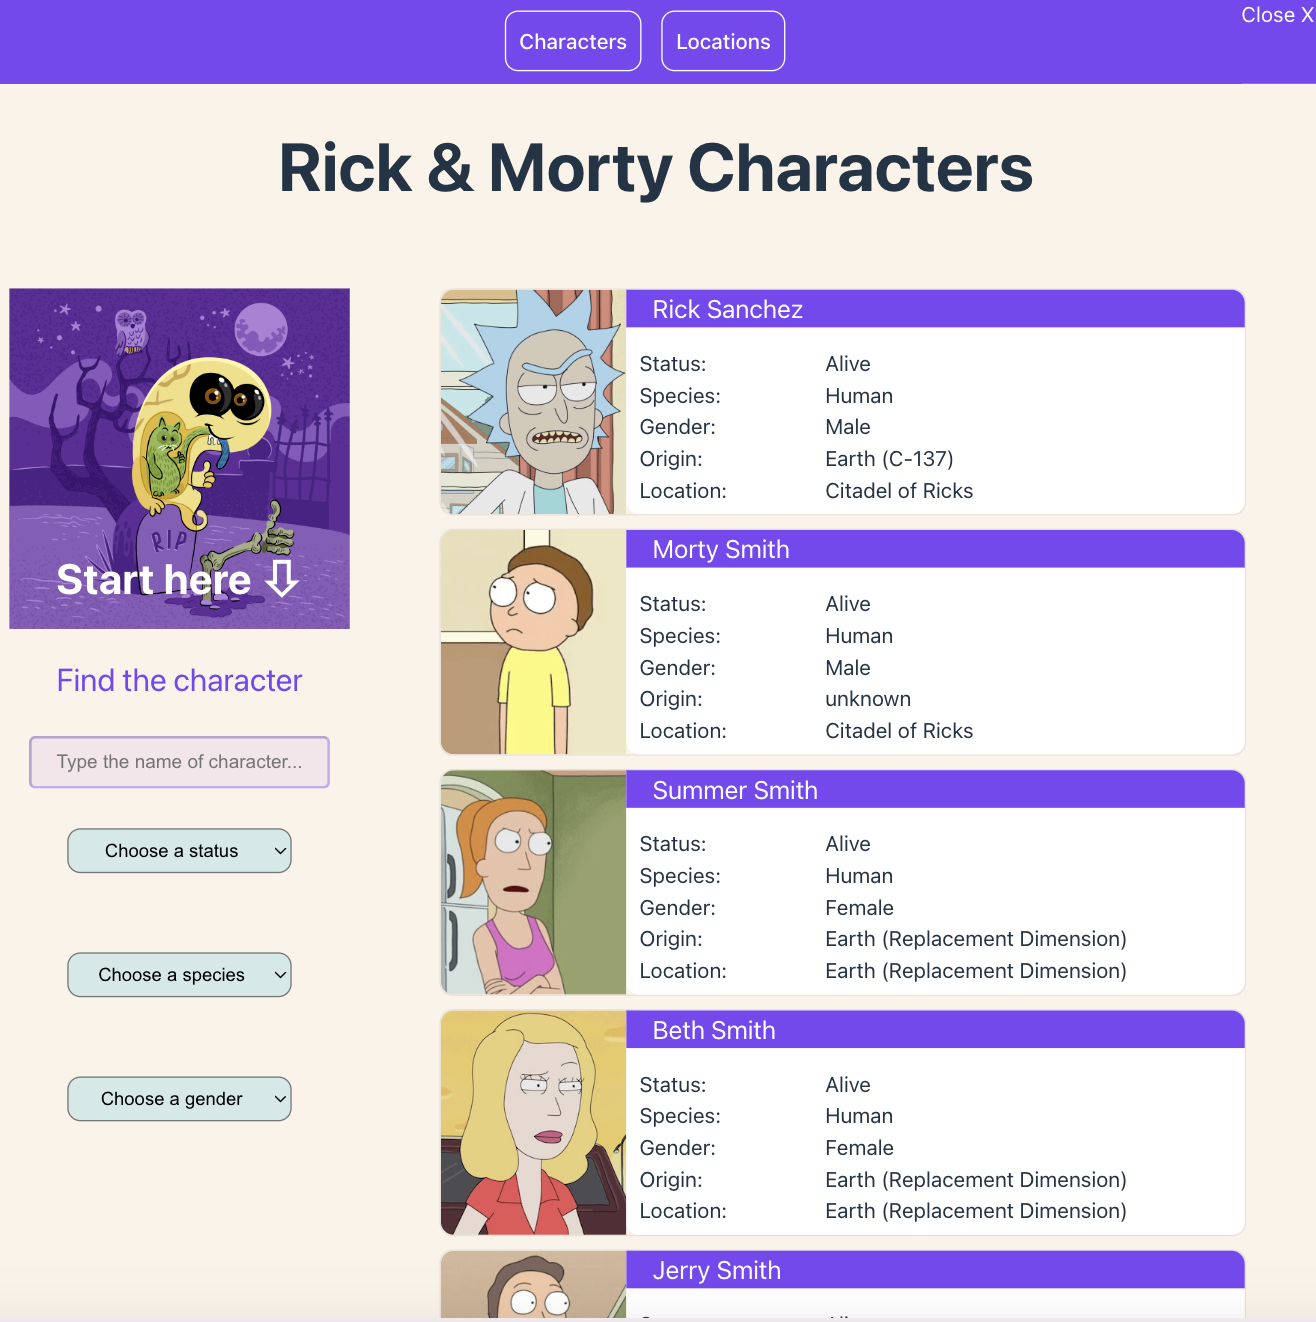 Characters
Locations
Close X
Rick & Morty Characters
RIP
Start here ⇩
Find the character
Type the name of character...
Choose a status
Choose a species
Choose a gender
Rick Sanchez
Status: Alive
Species: Human
Gender: Male
Origin: Earth (C-137)
Location: Citadel of Ricks
Morty Smith
Status: Alive
Species: Human
Gender: Male
Origin: unknown
Location: Citadel of Ricks
Summer Smith
Status: Alive
Species: Human
Gender: Female
Origin: Earth (Replacement Dimension)
Location: Earth (Replacement Dimension)
Beth Smith
Status: Alive
Species: Human
Gender: Female
Origin: Earth (Replacement Dimension)
Location: Earth (Replacement Dimension)
Jerry Smith